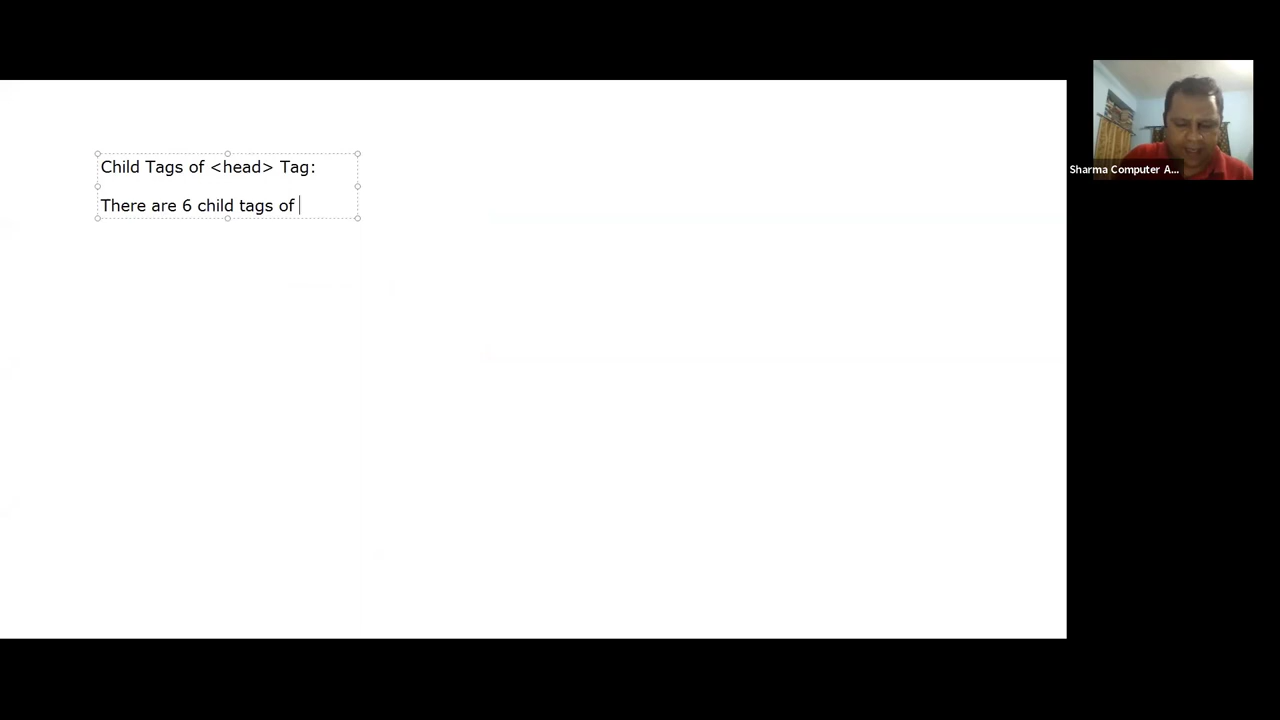 Child Tags of <head> Tag:
There are 6 child tags of
Sharma Computer A...